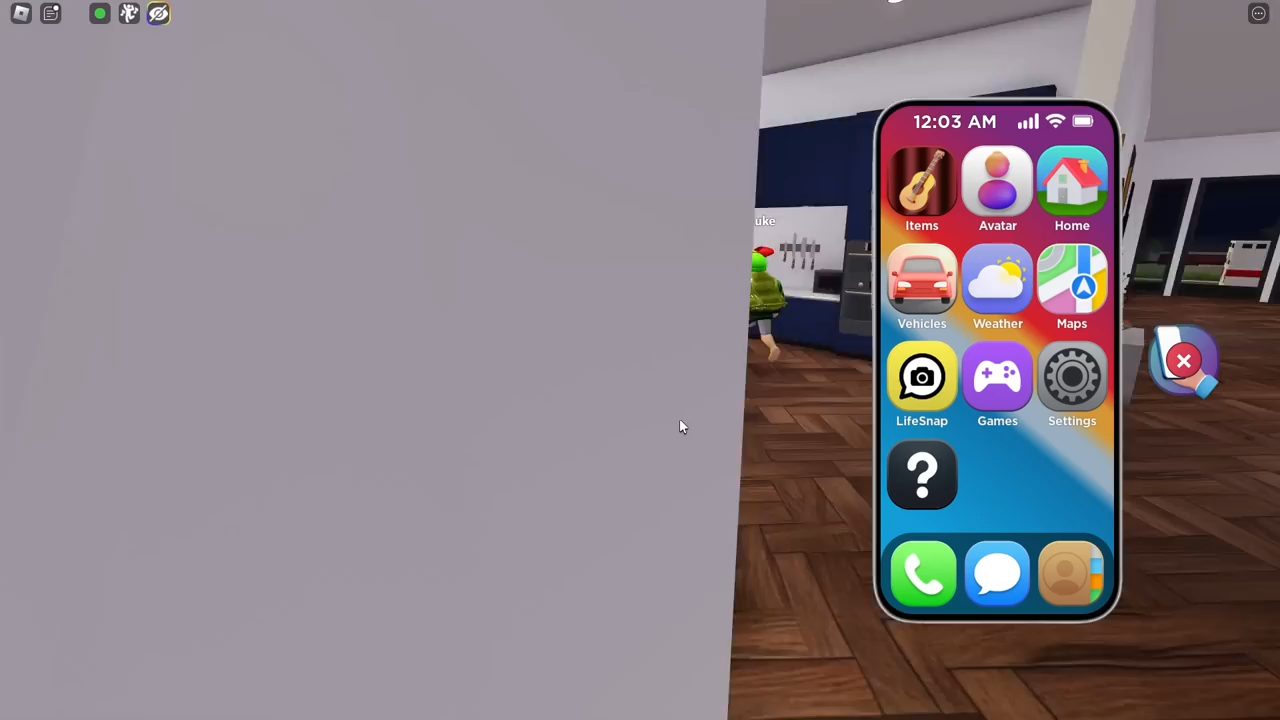 12:03 AM
Items Avatar Home
uke
Vehicles Weather Maps
LifeSnap Games Settings
?